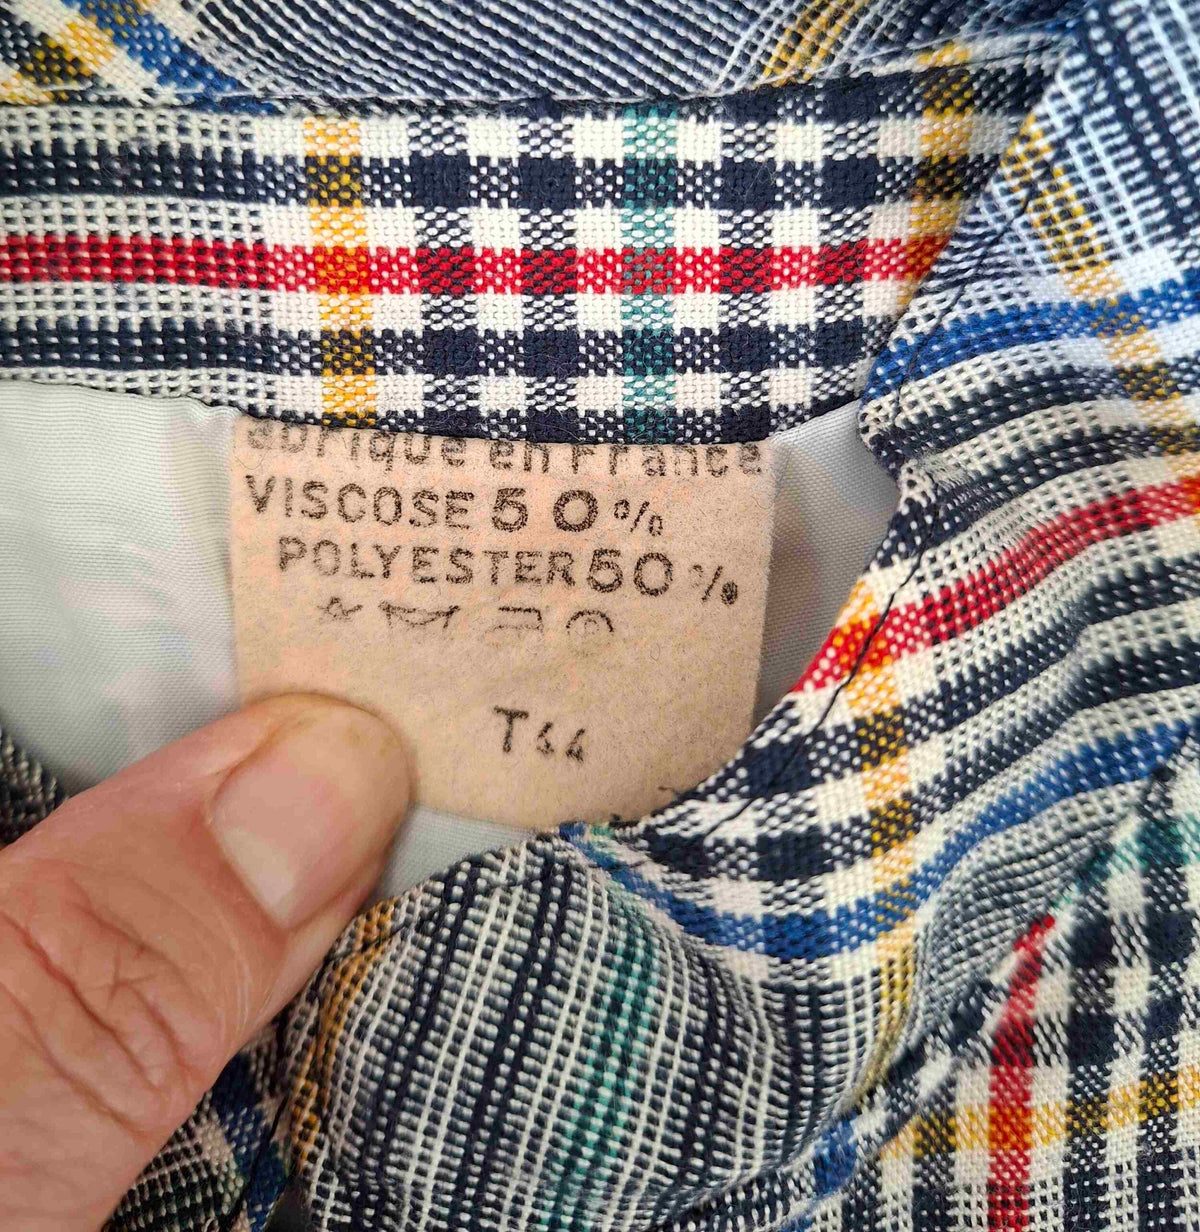 abrique en France
VISCOSE 50%
POLYESTER 50%
T44